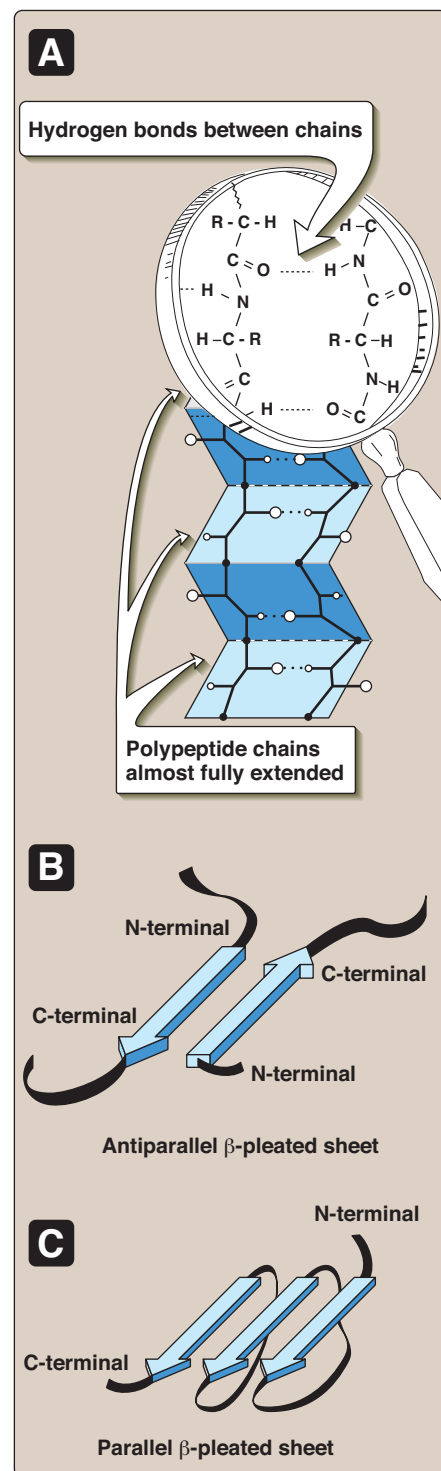 A
Hydrogen bonds between chains
R - C - H
H - C
C = O
H - N
H
N
C = O
H - C - R
R - C - H
C
N - H
H
O = C
Polypeptide chains
almost fully extended
B
N-terminal
C-terminal
C-terminal
N-terminal
Antiparallel β-pleated sheet
C
N-terminal
C-terminal
Parallel β-pleated sheet